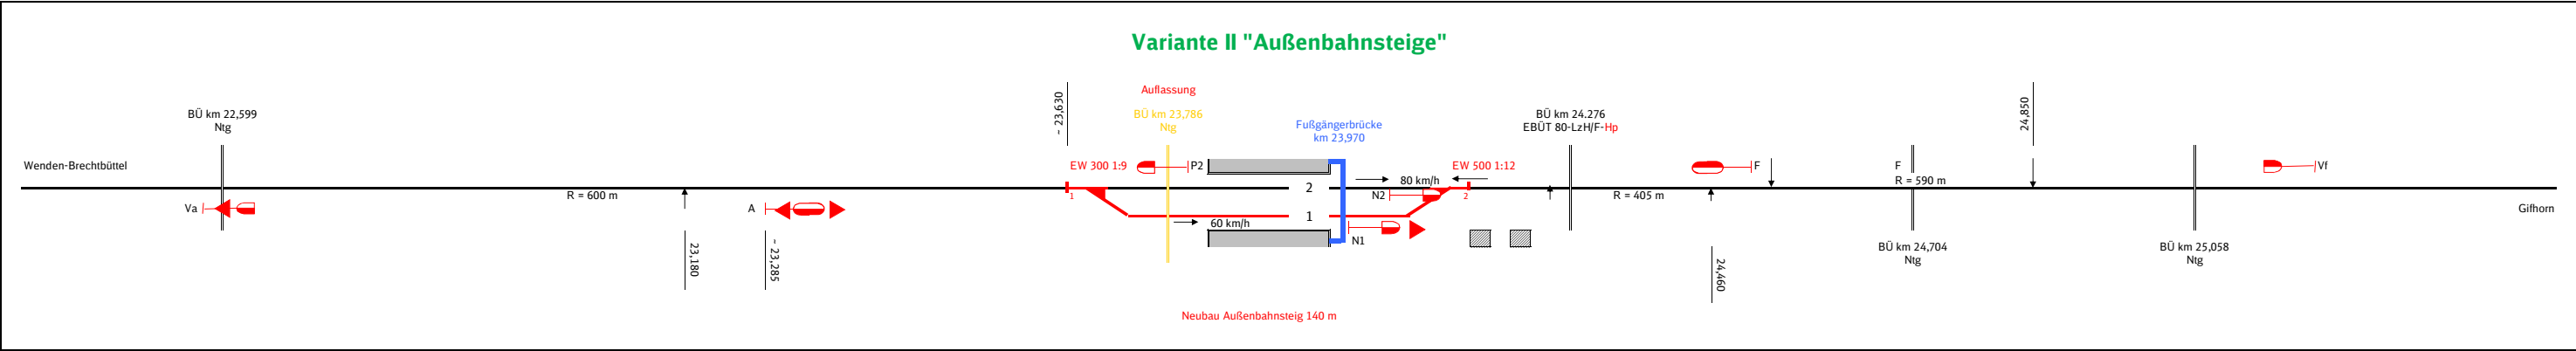 Variante II "Außenbahnsteige"
Auflassung
~ 23,630
24,850
BÜ km 22,599
Ntg
BÜ km 23,786
Ntg
Fußgängerbrücke
km 23,970
BÜ km 24.276
EBÜT 80-LzH/F-Hp
Wenden-Brechtbüttel
EW 300 1:9
P2
EW 500 1:12
F
F
Vf
R = 600 m
1
2
80 km/h
N2
2
R = 405 m
R = 590 m
Va
A
1
60 km/h
N1
Gifhorn
23,180
~ 23,285
24,460
BÜ km 24,704
Ntg
BÜ km 25,058
Ntg
Neubau Außenbahnsteig 140 m